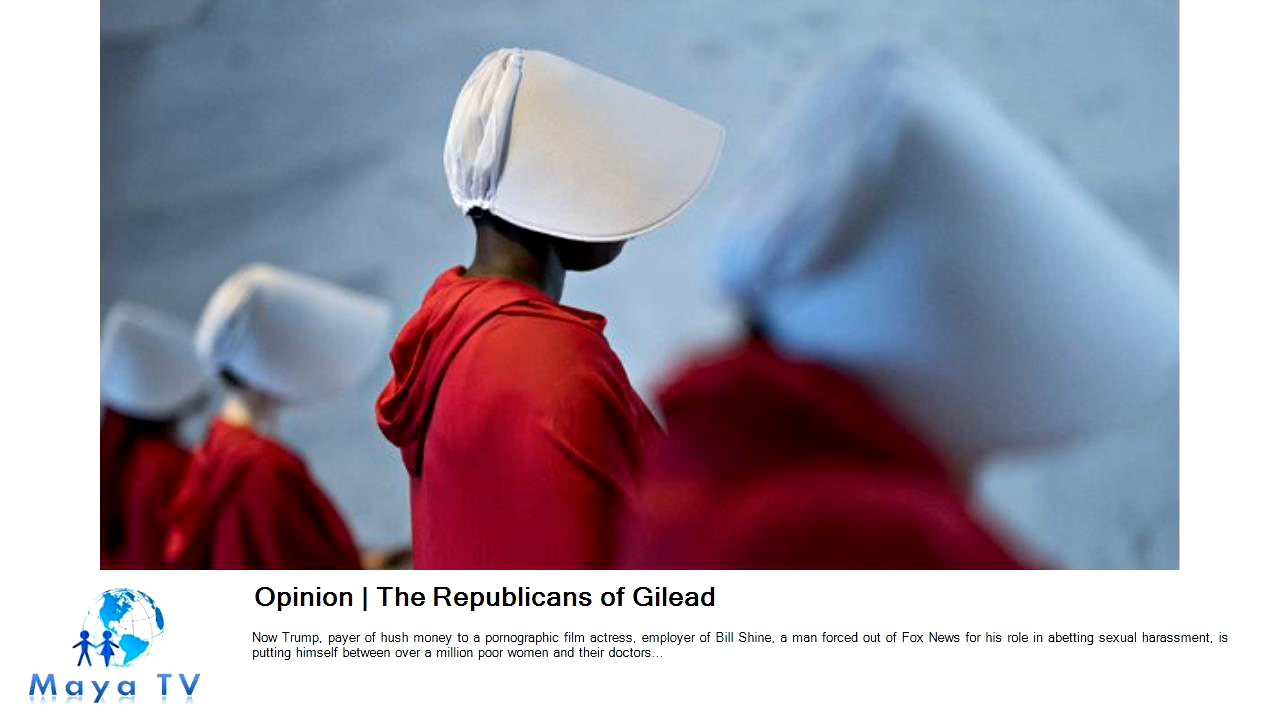 Opinion | The Republicans of Gilead
Now Trump, payer of hush money to a pornographic film actress, employer of Bill Shine, a man forced out of Fox News for his role in abetting sexual harassment, is
putting himself between over a million poor women and their doctors...
Maya TV